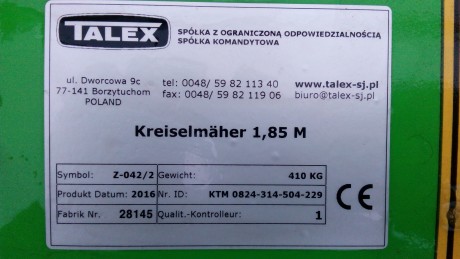 TALEX
SPÓŁKA Z OGRANICZONĄ ODPOWIEDZIALNOŚCIĄ
SPÓŁKA KOMANDYTOWA
ul. Dworcowa 9c tel: 0048/ 59 82 113 40 www.talex-sj.pl
77-141 Borzytuchom fax: 0048/ 59 82 119 06 biuro@talex-sj.pl
POLAND
Kreiselmäher 1,85 M
Symbol: Z-042/2 Gewicht: 410 KG
Produkt Datum: 2016 Nr. ID: KTM 0824-314-504-229
Fabrik Nr. 28145 Qualit.-Kontrolleur: 1
CE